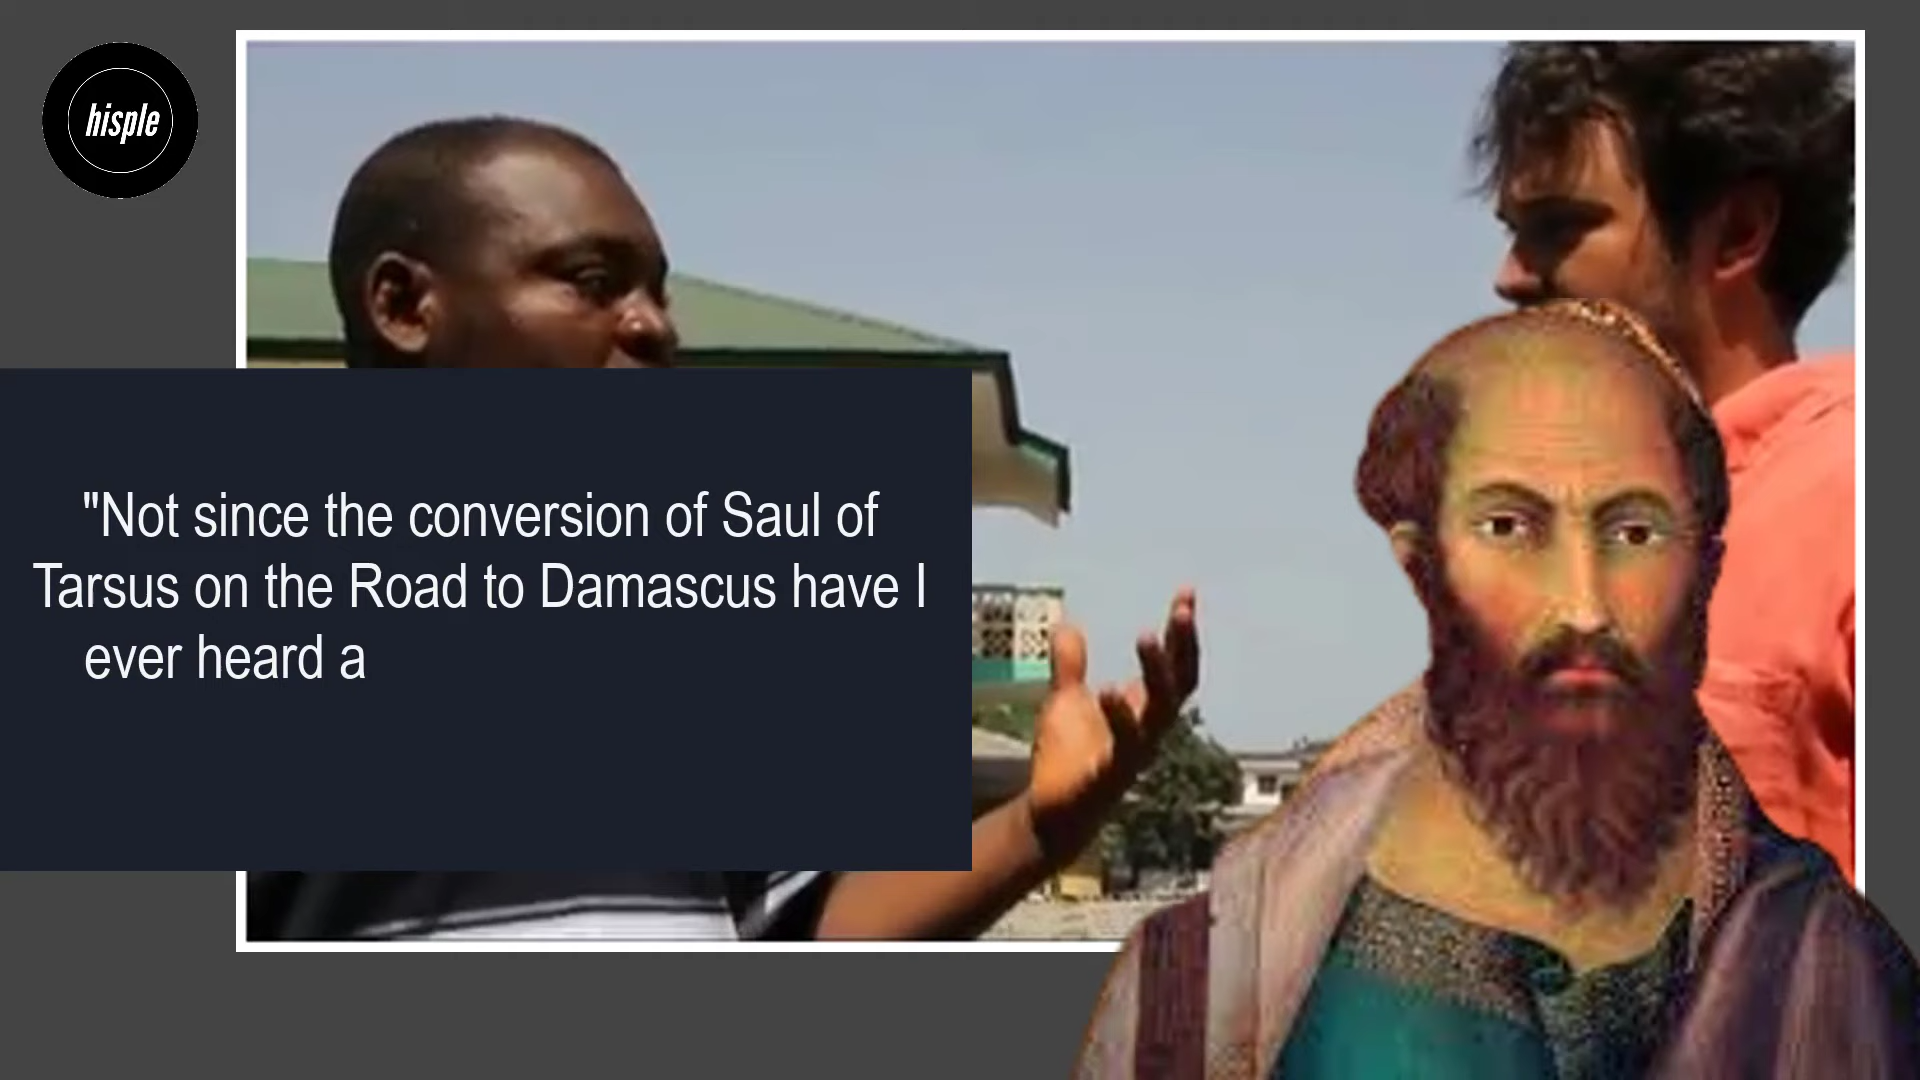 hisple
"Not since the conversion of Saul of
Tarsus on the Road to Damascus have I
ever heard a